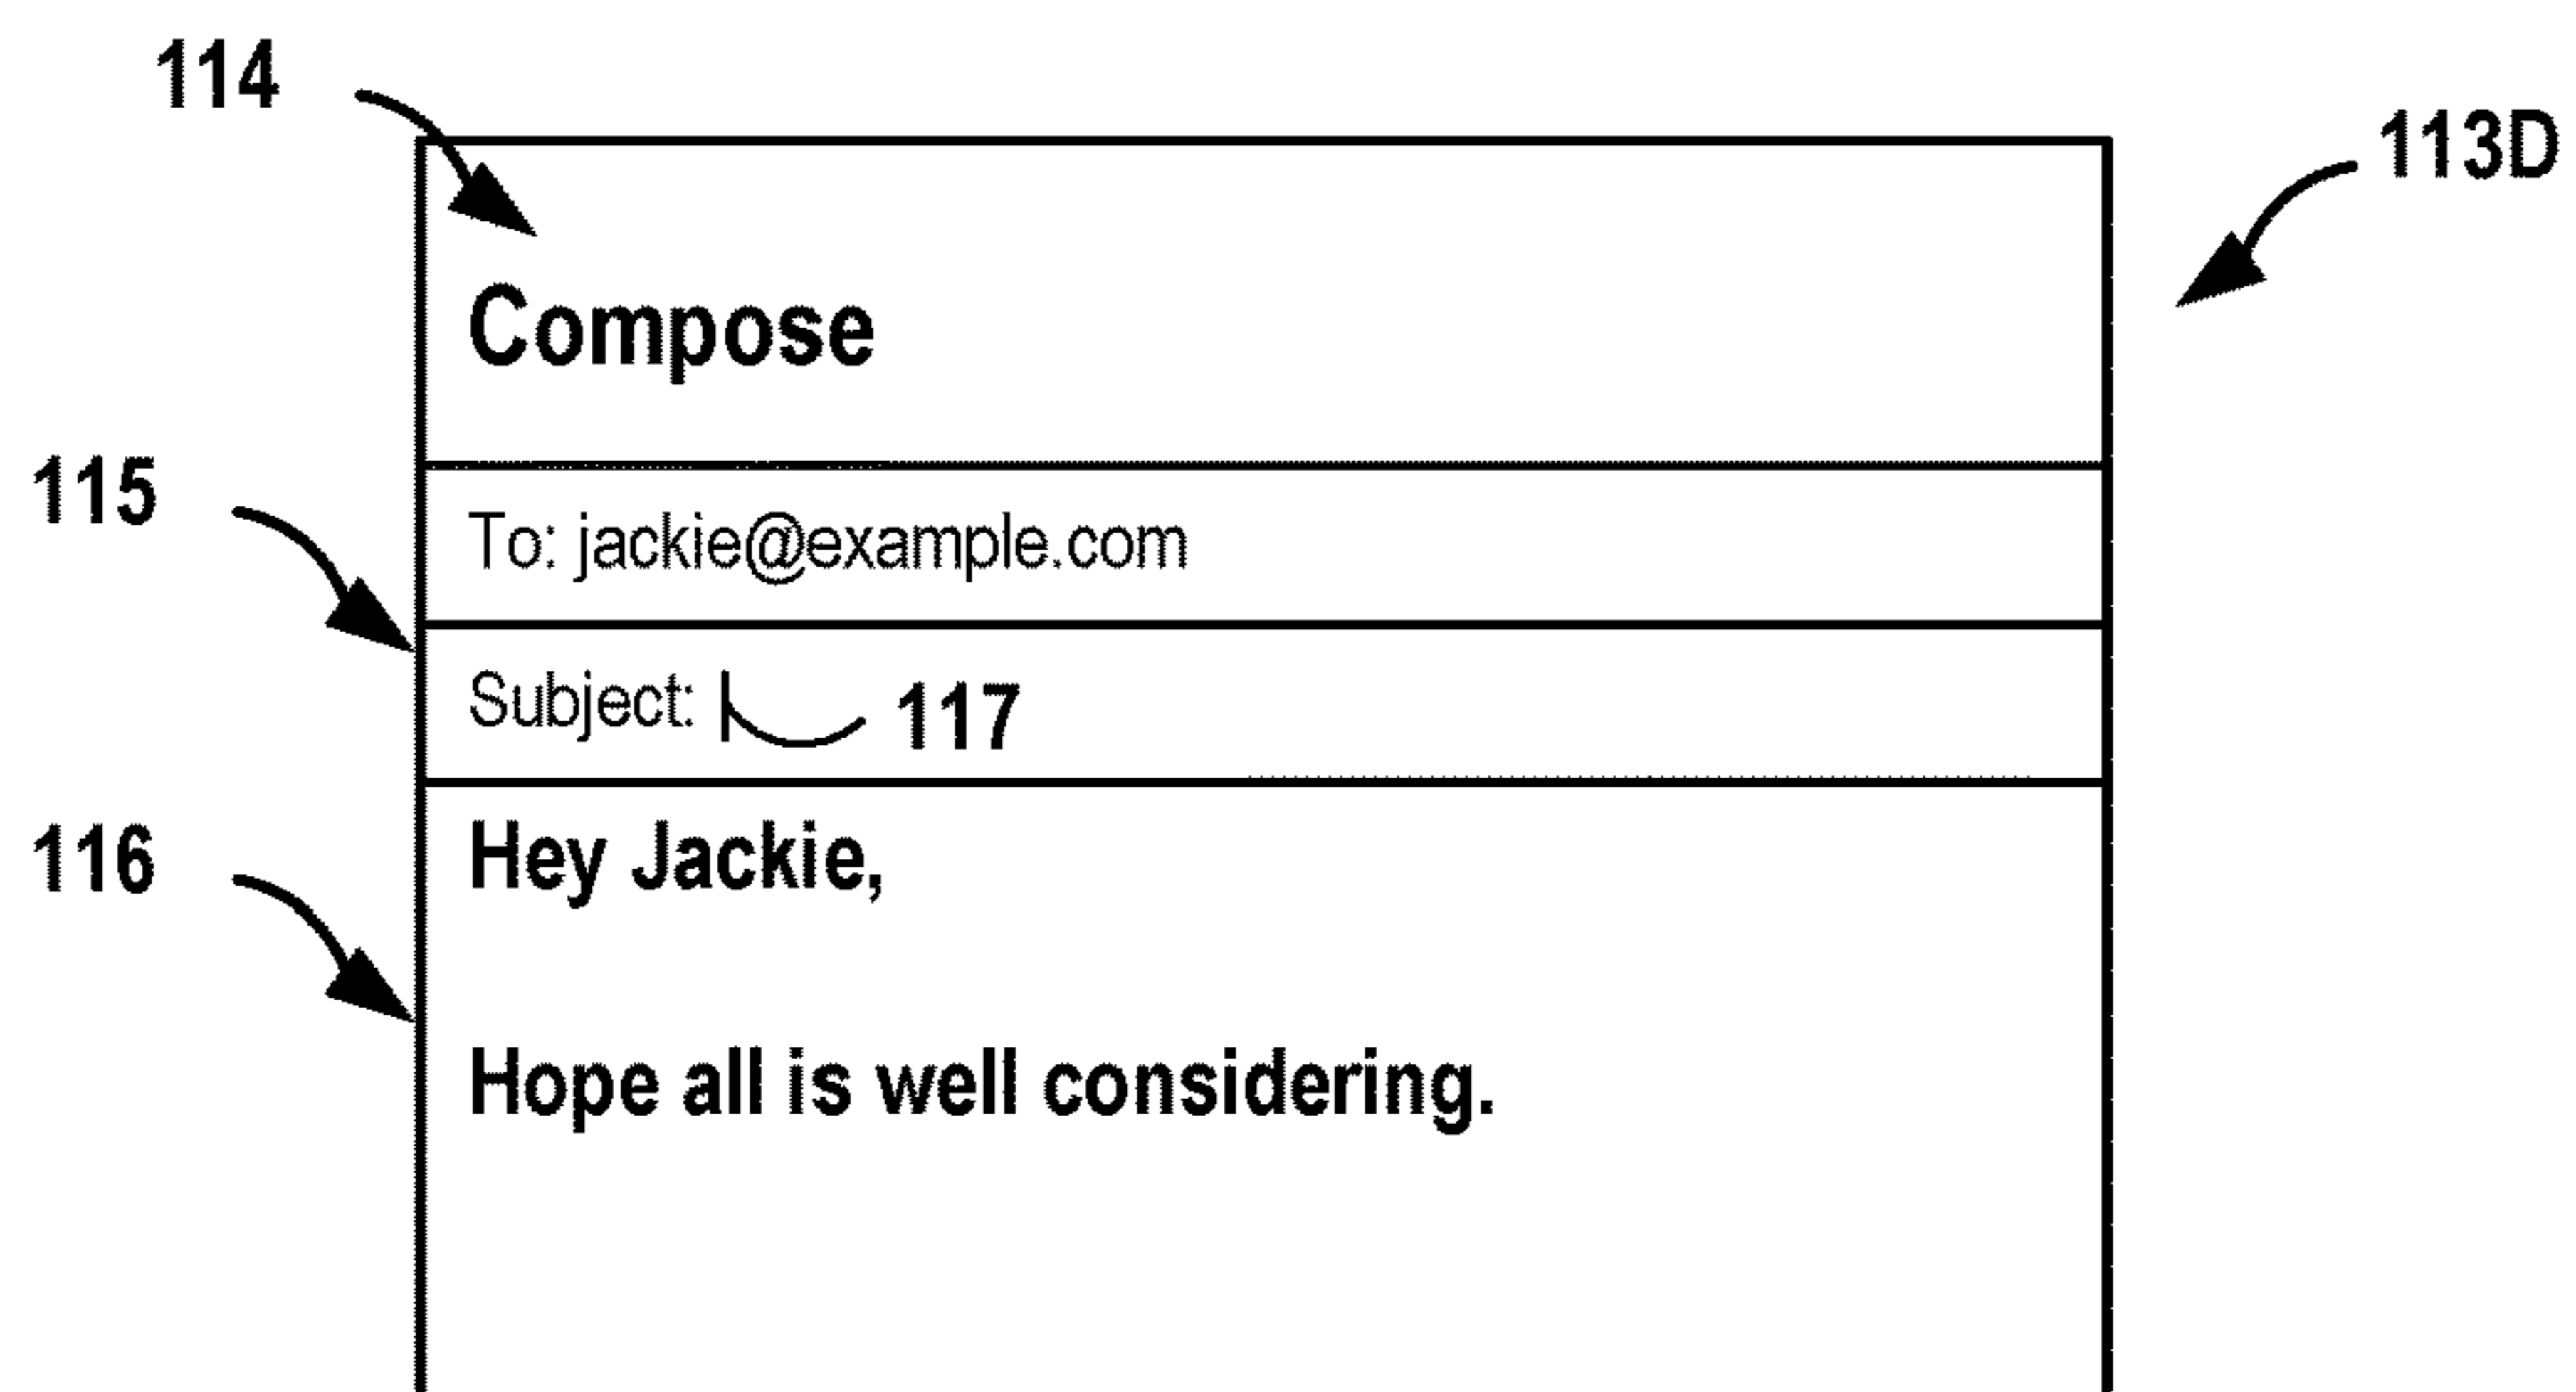 114
113D
Compose
115
To: jackie@example.com
Subject: 117
116
Hey Jackie,
Hope all is well considering.